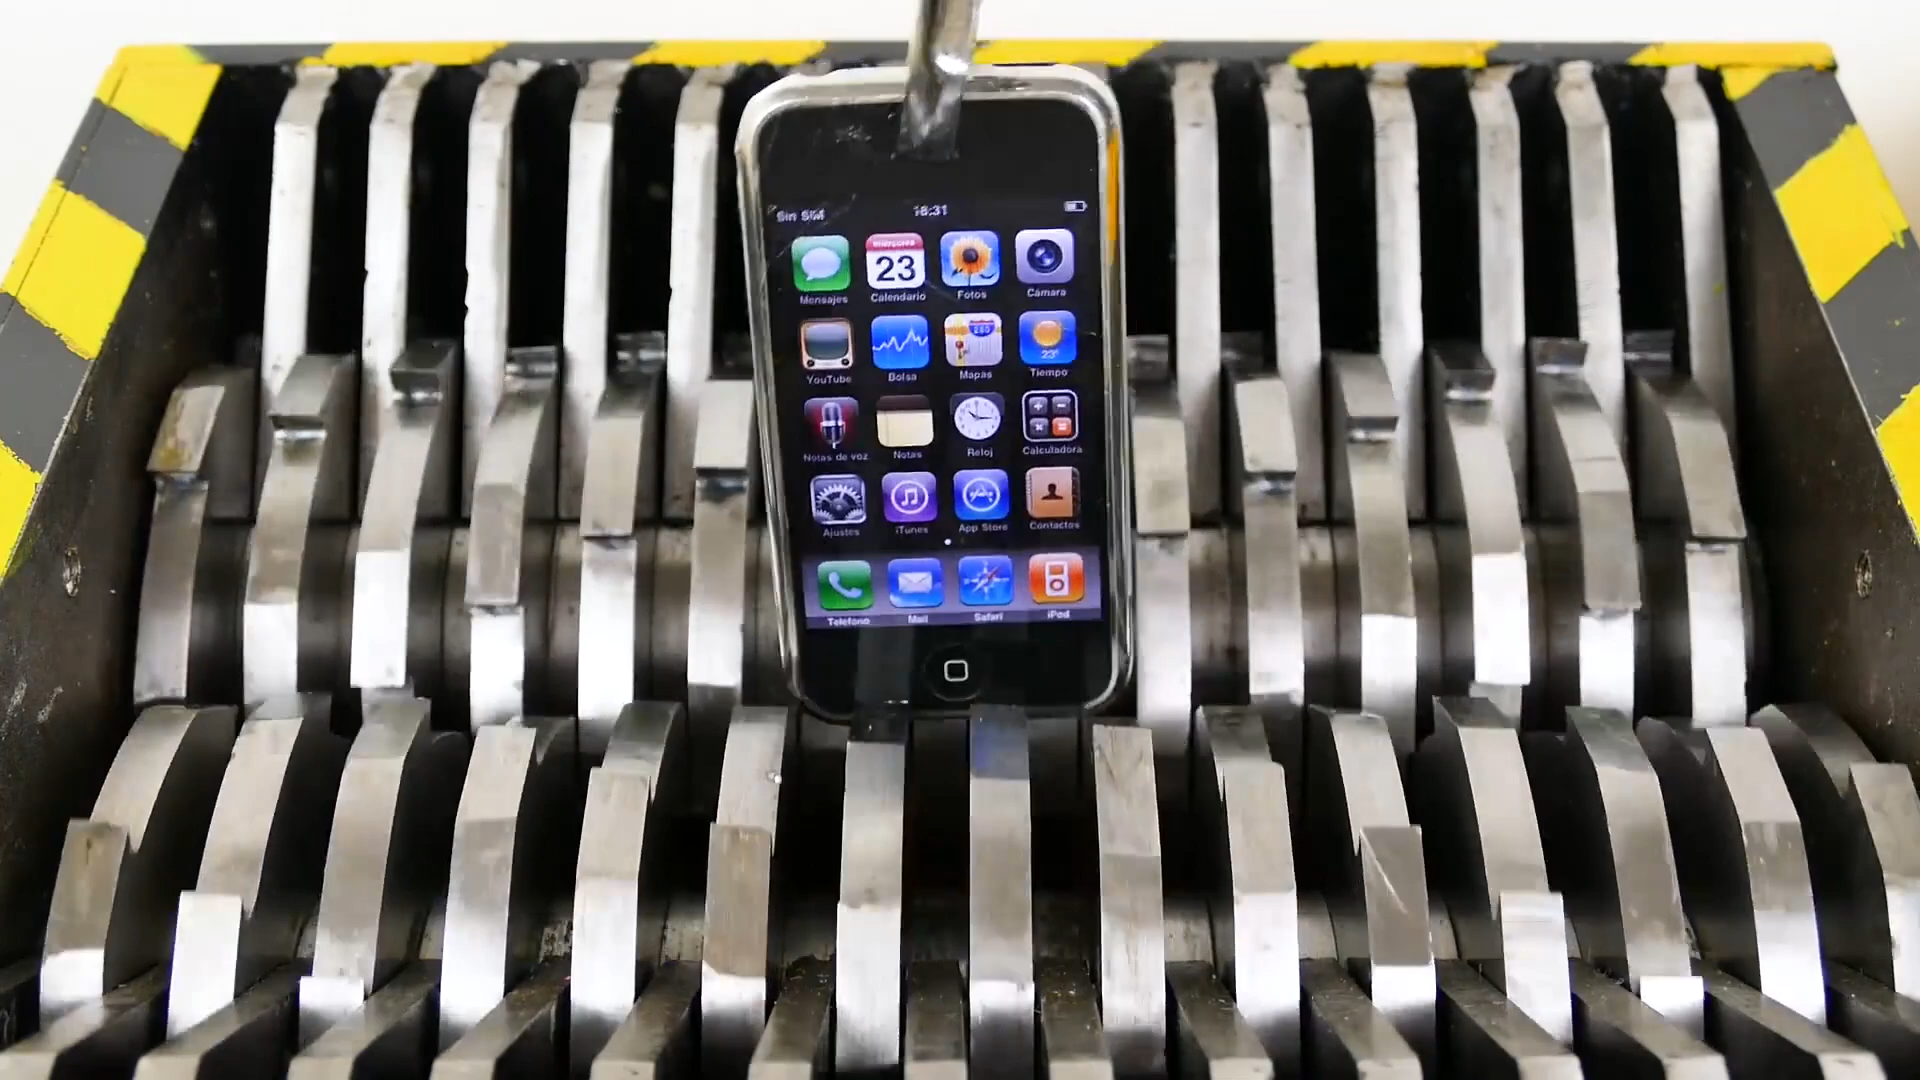 Sin SIM 18:31
miércoles
23
Mensajes Calendario Fotos Cámara
280
23°
YouTube Bolsa Mapas Tiempo
Notas de voz Notas Reloj Calculadora
Ajustes iTunes App Store Contactos
Teléfono Mail Safari iPod